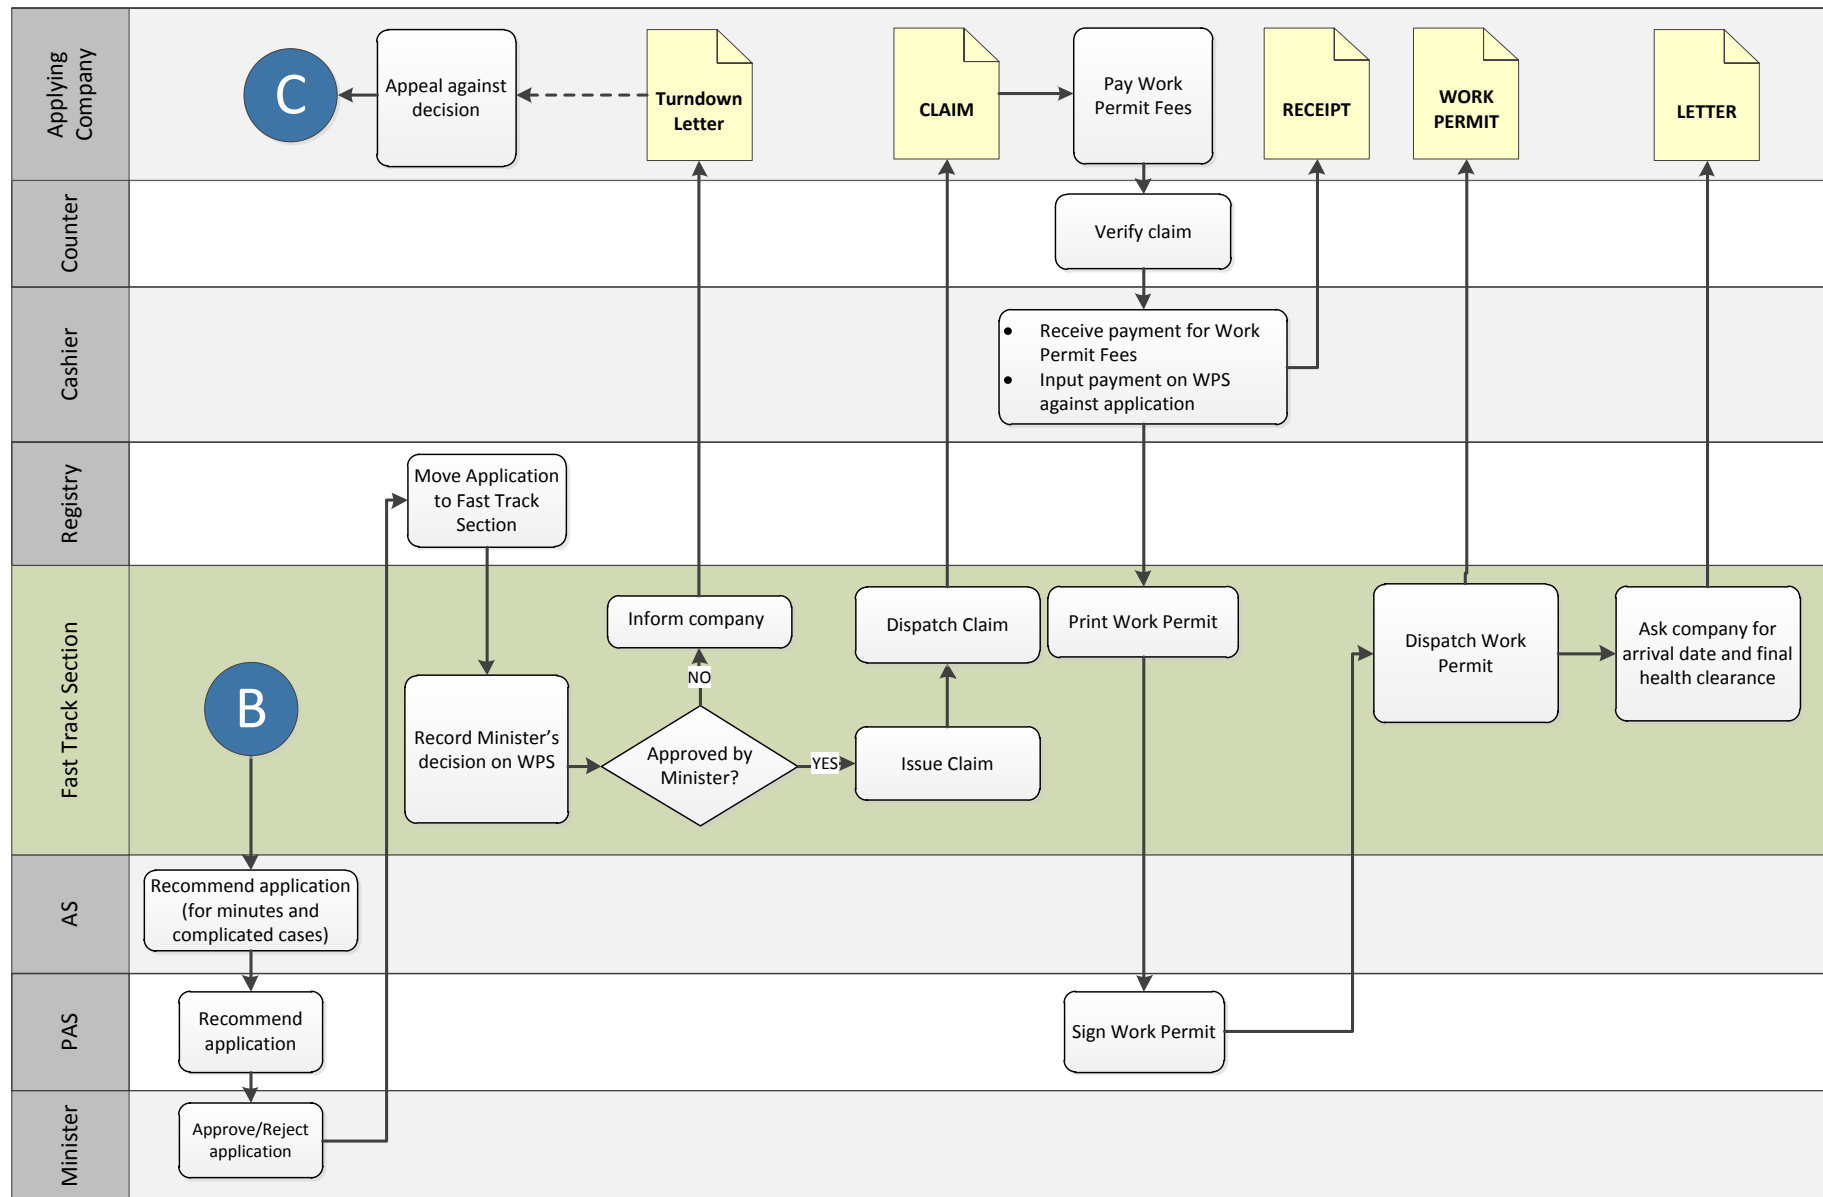 Applying
Company
C
Appeal against
decision
Turndown
Letter
CLAIM
Pay Work
Permit Fees
RECEIPT
WORK
PERMIT
LETTER
Counter
Verify claim
Cashier
• Receive payment for Work
Permit Fees
• Input payment on WPS
against application
Registry
Move Application
to Fast Track
Section
Fast Track Section
B
Record Minister’s
decision on WPS
Approved by
Minister?
NO
Inform company
YES
Issue Claim
Dispatch Claim
Print Work Permit
Dispatch Work
Permit
Ask company for
arrival date and final
health clearance
AS
Recommend application
(for minutes and
complicated cases)
PAS
Recommend
application
Sign Work Permit
Minister
Approve/Reject
application